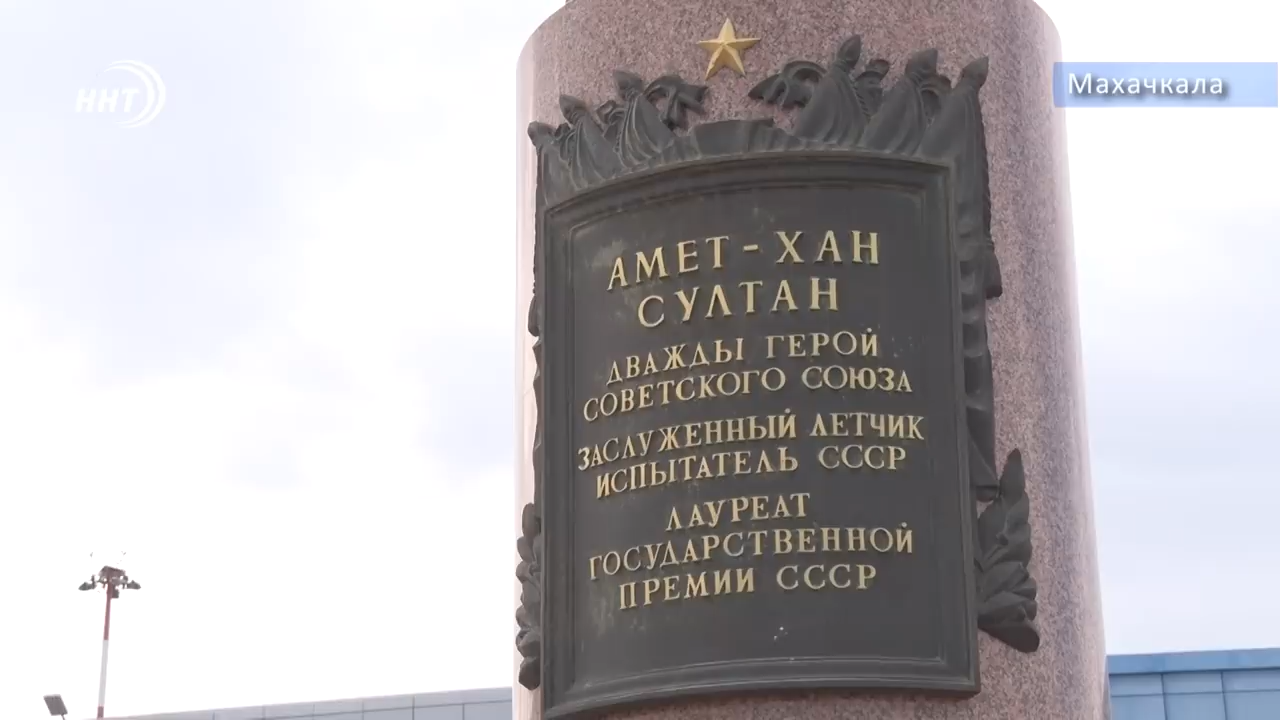 ННТ
Махачкала
АМЕТ-ХАН
СУЛТАН
ДВАЖДЫ ГЕРОЙ
СОВЕТСКОГО СОЮЗА
ЗАСЛУЖЕННЫЙ ЛЕТЧИК
ИСПЫТАТЕЛЬ СССР
ЛАУРЕАТ
ГОСУДАРСТВЕННОЙ
ПРЕМИИ СССР